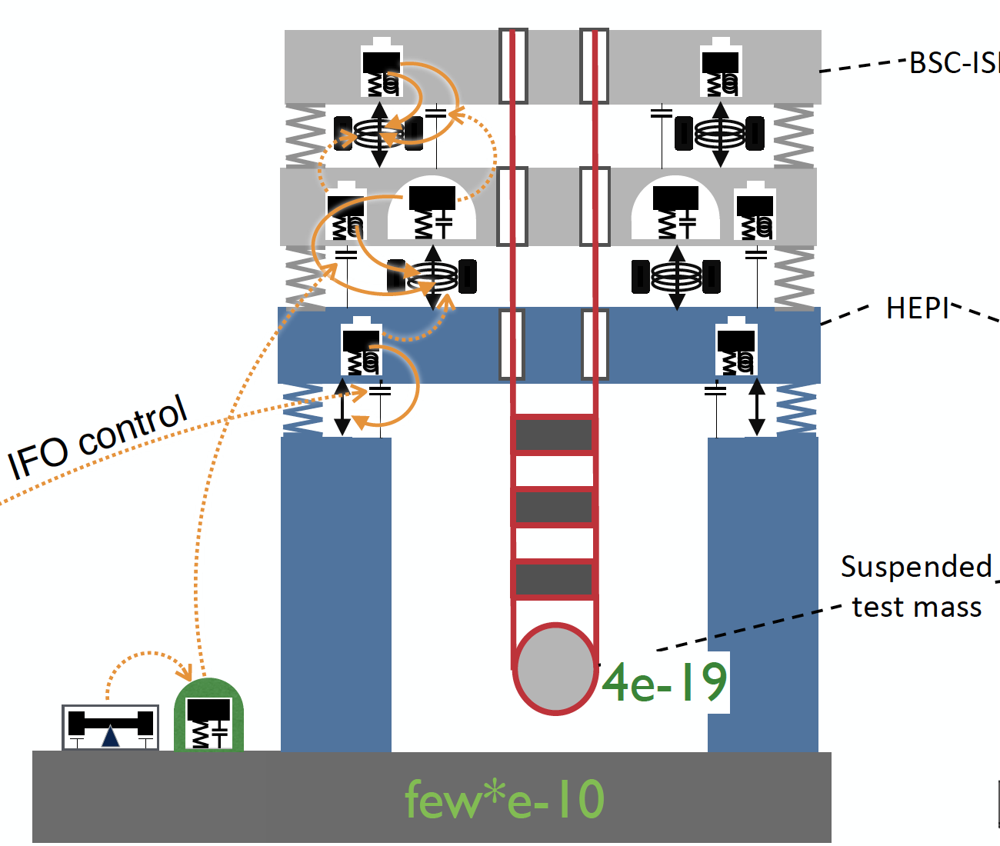 BSC-ISI
HEPI
IFO control
Suspended
test mass
4e-19
few*e-10